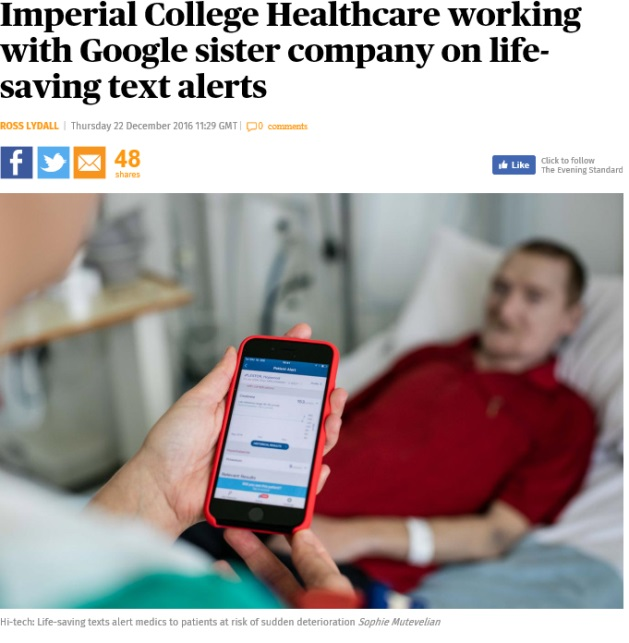 Imperial College Healthcare working
with Google sister company on life-
saving text alerts
ROSS LYDALL | Thursday 22 December 2016 11:29 GMT | 0 comments
48
shares
Like
Click to follow
The Evening Standard
Patient Alert
Hi-tech: Life-saving texts alert medics to patients at risk of sudden deterioration Sophie Mutevelian